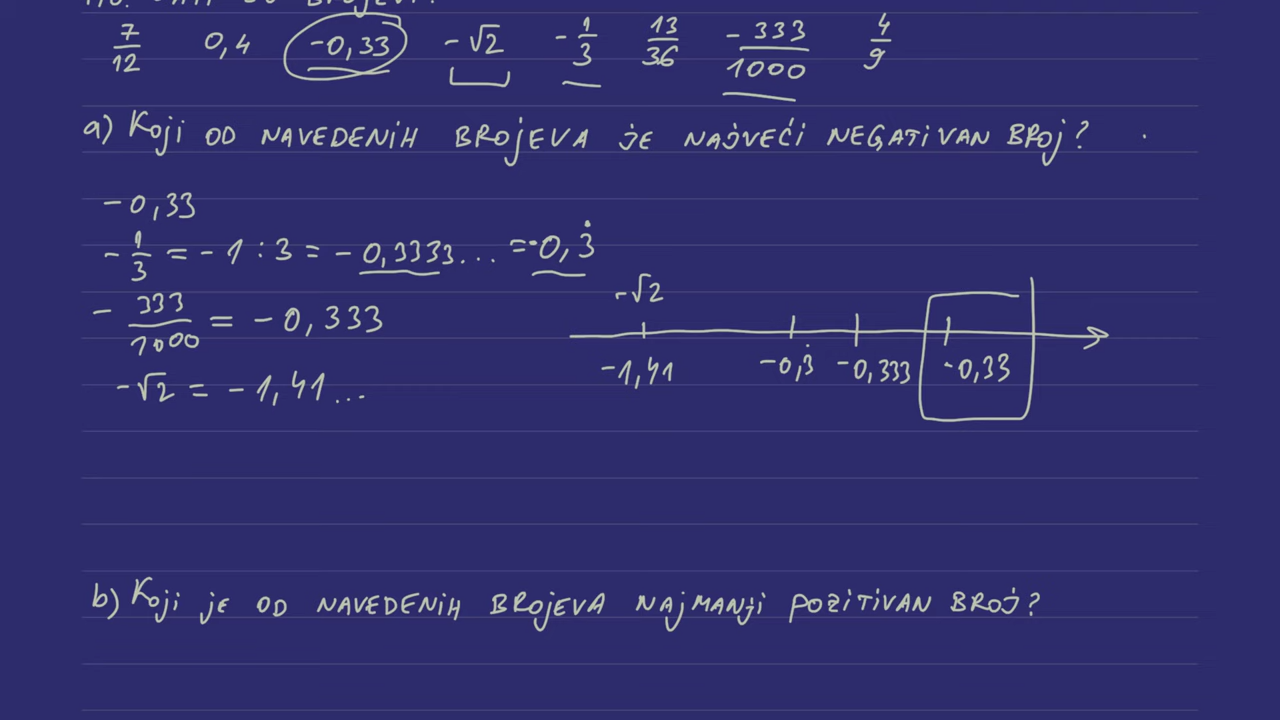 7/12 0,4 -0,33 -√2 -1/3 13/36 -333/1000 4/9
a) Koji OD NAVEDENIH BROJEVA JE NAJVEĆI NEGATIVAN BROJ?
-0,33
-1/3 = -1 : 3 = -0,3333... = -0,3̇
-333/1000 = -0,333
-√2 = -1,41...
-√2
-1,41 -0,3̇ -0,333 -0,33
b) Koji je OD NAVEDENIH BROJEVA NAJMANJI POZITIVAN BROJ?